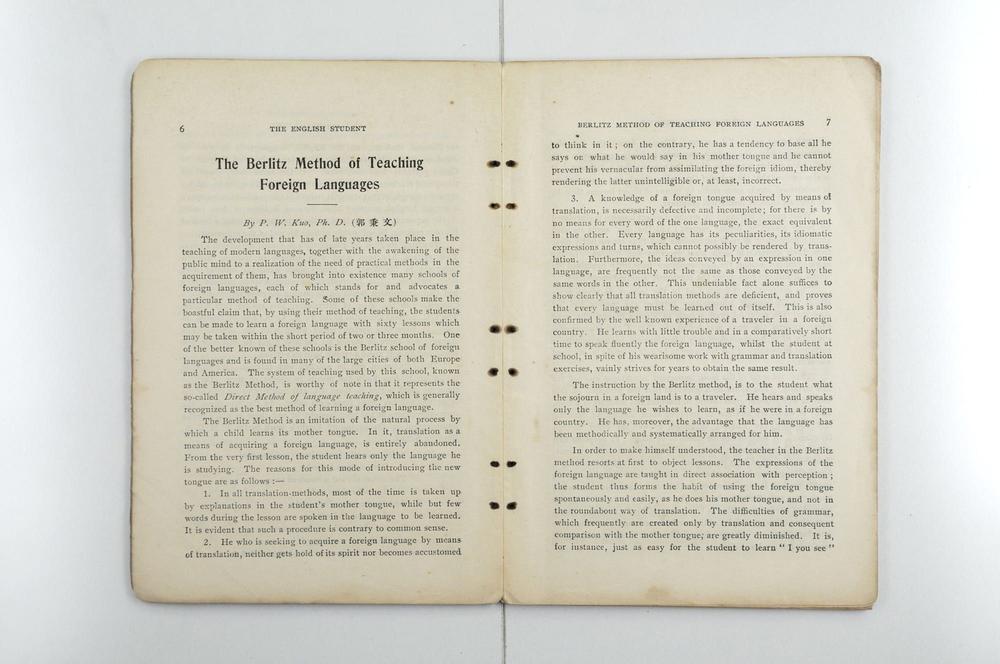 6
THE ENGLISH STUDENT
The Berlitz Method of Teaching
Foreign Languages
By P. W. Kuo, Ph. D. (郭秉文)
The development that has of late years taken place in the
teaching of modern languages, together with the awakening of the
public mind to a realization of the need of practical methods in the
acquirement of them, has brought into existence many schools of
foreign languages, each of which stands for and advocates a
particular method of teaching. Some of these schools make the
boastful claim that, by using their method of teaching, the students
can be made to learn a foreign language with sixty lessons which
may be taken within the short period of two or three months. One
of the better known of these schools is the Berlitz school of foreign
languages and is found in many of the large cities of both Europe
and America. The system of teaching used by this school, known
as the Berlitz Method, is worthy of note in that it represents the
so-called Direct Method of language teaching, which is generally
recognized as the best method of learning a foreign language.
The Berlitz Method is an imitation of the natural process by
which a child learns its mother tongue. In it, translation as a
means of acquiring a foreign language, is entirely abandoned.
From the very first lesson, the student hears only the language he
is studying. The reasons for this mode of introducing the new
tongue are as follows :—
1. In all translation-methods, most of the time is taken up
by explanations in the student's mother tongue, while but few
words during the lesson are spoken in the language to be learned.
It is evident that such a procedure is contrary to common sense.
2. He who is seeking to acquire a foreign language by means
of translation, neither gets hold of its spirit nor becomes accustomed
BERLITZ METHOD OF TEACHING FOREIGN LANGUAGES
7
to think in it; on the contrary, he has a tendency to base all he
says on what he would say in his mother tongue and he cannot
prevent his vernacular from assimilating the foreign idiom, thereby
rendering the latter unintelligible or, at least, incorrect.
3. A knowledge of a foreign tongue acquired by means of
translation, is necessarily defective and incomplete; for there is by
no means for every word of the one language, the exact equivalent
in the other. Every language has its peculiarities, its idiomatic
expressions and turns, which cannot possibly be rendered by trans-
lation. Furthermore, the ideas conveyed by an expression in one
language, are frequently not the same as those conveyed by the
same words in the other. This undeniable fact alone suffices to
show clearly that all translation methods are deficient, and proves
that every language must be learned out of itself. This is also
confirmed by the well known experience of a traveler in a foreign
country. He learns with little trouble and in a comparatively short
time to speak fluently the foreign language, whilst the student at
school, in spite of his wearisome work with grammar and translation
exercises, vainly strives for years to obtain the same result.
The instruction by the Berlitz method, is to the student what
the sojourn in a foreign land is to a traveler. He hears and speaks
only the language he wishes to learn, as if he were in a foreign
country. He has, moreover, the advantage that the language has
been methodically and systematically arranged for him.
In order to make himself understood, the teacher in the Berlitz
method resorts at first to object lessons. The expressions of the
foreign language are taught in direct association with perception;
the student thus forms the habit of using the foreign tongue
spontaneously and easily, as he does his mother tongue, and not in
the roundabout way of translation. The difficulties of grammar,
which frequently are created only by translation and consequent
comparison with the mother tongue, are greatly diminished. It is,
for instance, just as easy for the student to learn "I you see"